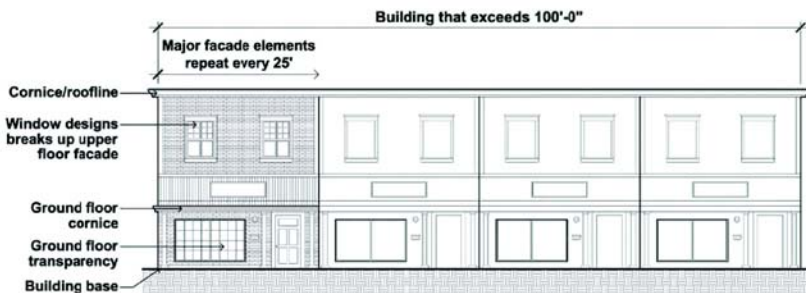 Building that exceeds 100'-0"
Major facade elements
repeat every 25'
Cornice/roofline
Window designs
breaks up upper
floor facade
Ground floor
cornice
Ground floor
transparency
Building base